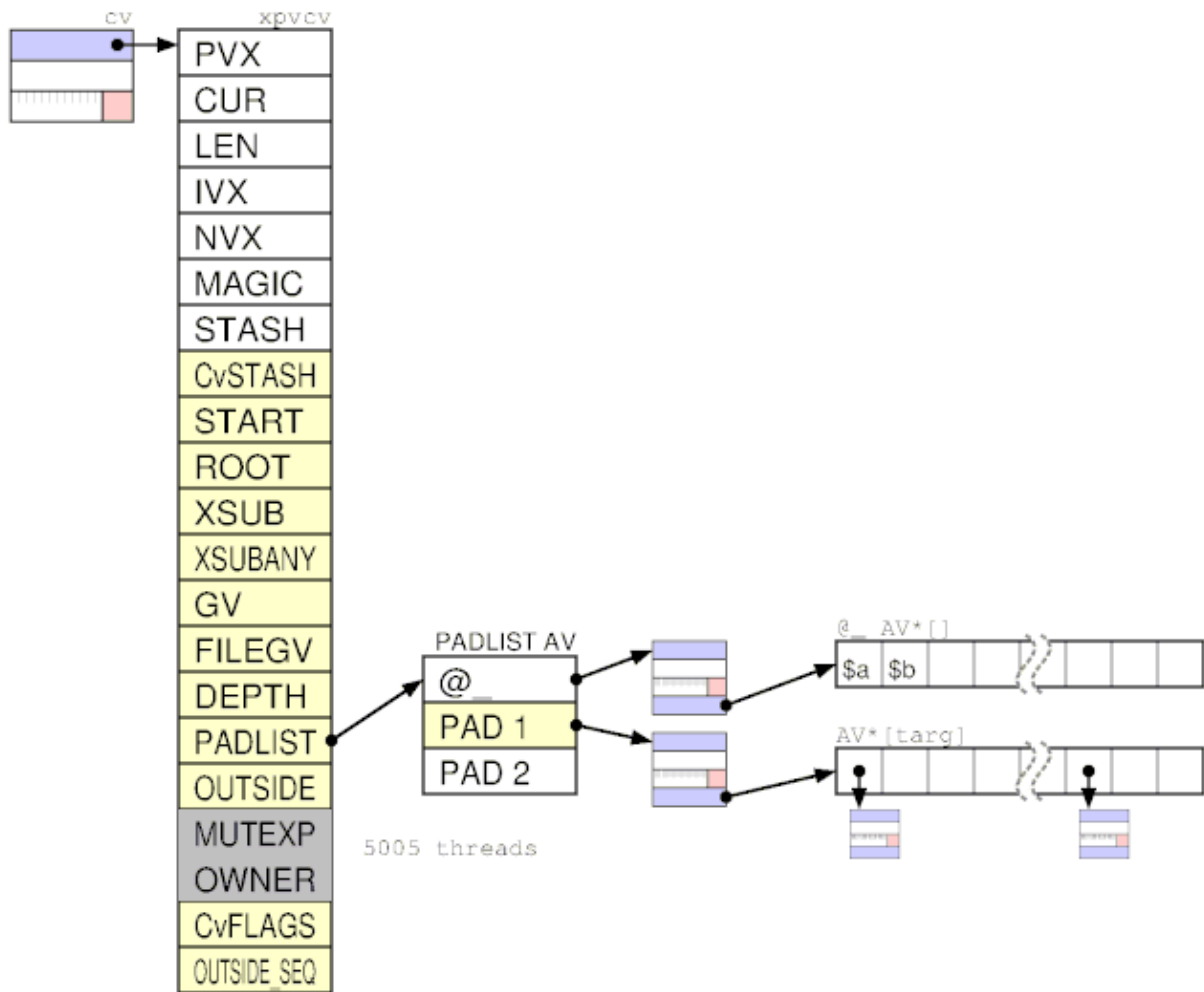 cv
xpvcv
PVX
CUR
LEN
IVX
NVX
MAGIC
STASH
CvSTASH
START
ROOT
XSUB
XSUBANY
GV
FILEGV
DEPTH
PADLIST
OUTSIDE
MUTEXP
OWNER
CvFLAGS
OUTSIDE_SEQ
PADLIST AV
@_
PAD 1
PAD 2
5005 threads
@_ AV*[]
$a $b
AV*[targ]